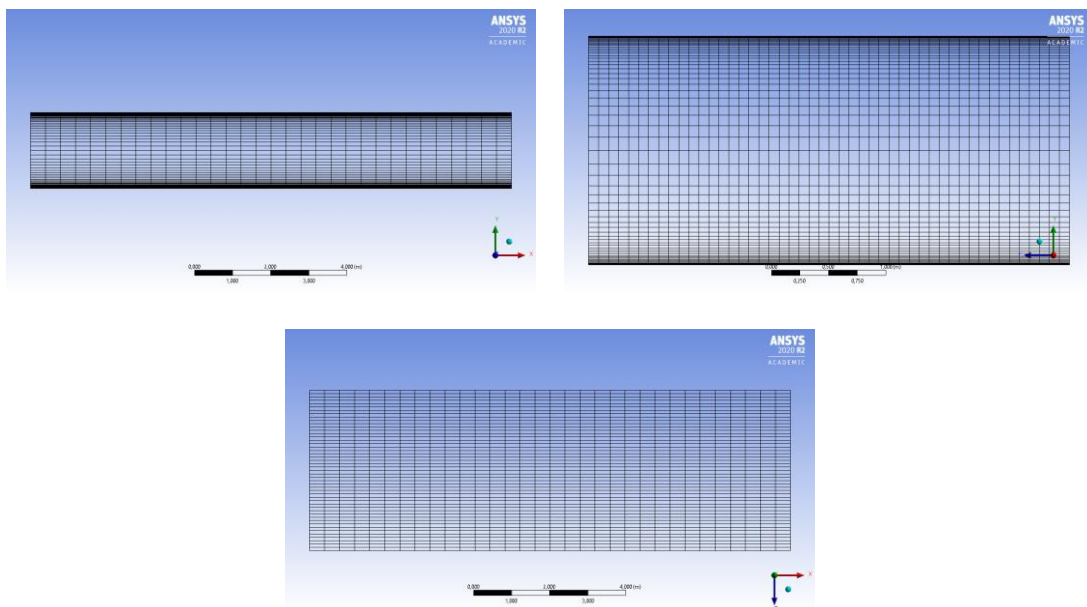 ANSYS
2020 R2
ACADEMIC
Y
X
0,000 2,000 4,000 (m)
1,000 3,000
ANSYS
2020 R2
ACADEMIC
Y
0,000 0,500 1,000 (m)
0,250 0,750
ANSYS
2020 R2
ACADEMIC
X
0,000 2,000 4,000 (m)
1,000 3,000